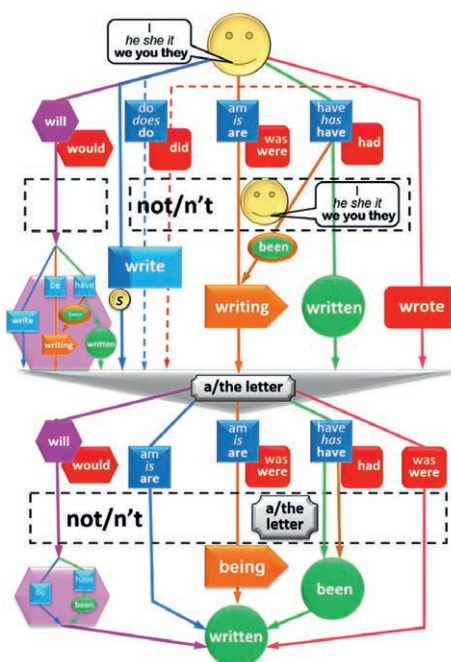 I
he she it
we you they
will
would
do
does
do
did
am
is
are
was
were
have
has
have
had
not/n't
I
he she it
we you they
been
write
s
writing
written
wrote
be
have
write
been
writing
written
a/the letter
will
would
am
is
are
am
is
are
was
were
have
has
have
had
was
were
not/n't
a/the
letter
being
been
be
have
been
written